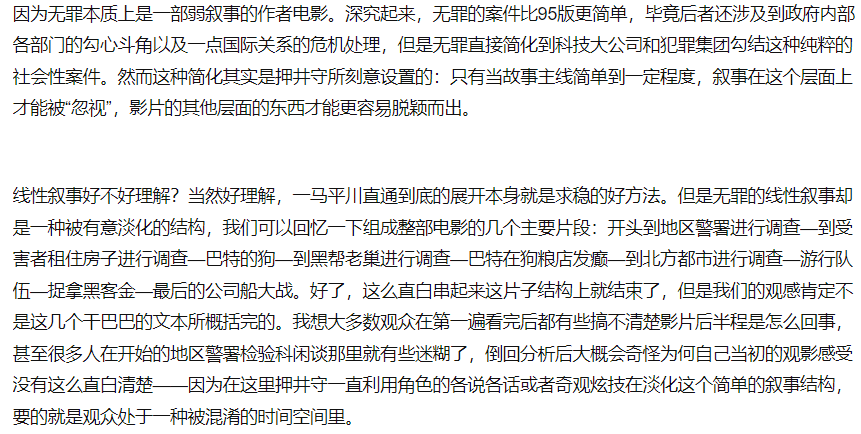 因为无罪本质上是一部弱叙事的作者电影。深究起来，无罪的案件比95版更简单，毕竟后者还涉及到政府内部
各部门的勾心斗角以及一点国际关系的危机处理，但是无罪直接简化到科技大公司和犯罪集团勾结这种纯粹的
社会性案件。然而这种简化其实是押井守所刻意设置的：只有当故事主线简单到一定程度，叙事在这个层面上
才能被“忽视”，影片的其他层面的东西才能更容易脱颖而出。
线性叙事好不好理解？当然好理解，一马平川直通到底的展开本身就是求稳的好方法。但是无罪的线性叙事却
是一种被有意淡化的结构，我们可以回忆一下组成整部电影的几个主要片段：开头到地区警署进行调查—到受
害者租住房子进行调查—巴特的狗—到黑帮老巢进行调查—巴特在狗粮店发癫—到北方都市进行调查—游行队
伍—捉拿黑客金—最后的公司船大战。好了，这么直白串起来这片子结构上就结束了，但是我们的观感肯定不
是这几个干巴巴的文本所概括完的。我想大多数观众在第一遍看完后都有些搞不清楚影片后半程是怎么回事，
甚至很多人在开始的地区警署检验科闲谈那里就有些迷糊了，倒回分析后大概会奇怪为何自己当初的观影感受
没有这么直白清楚——因为在这里押井守一直利用角色的各说各话或者奇观炫技在淡化这个简单的叙事结构，
要的就是观众处于一种被混淆的时间空间里。